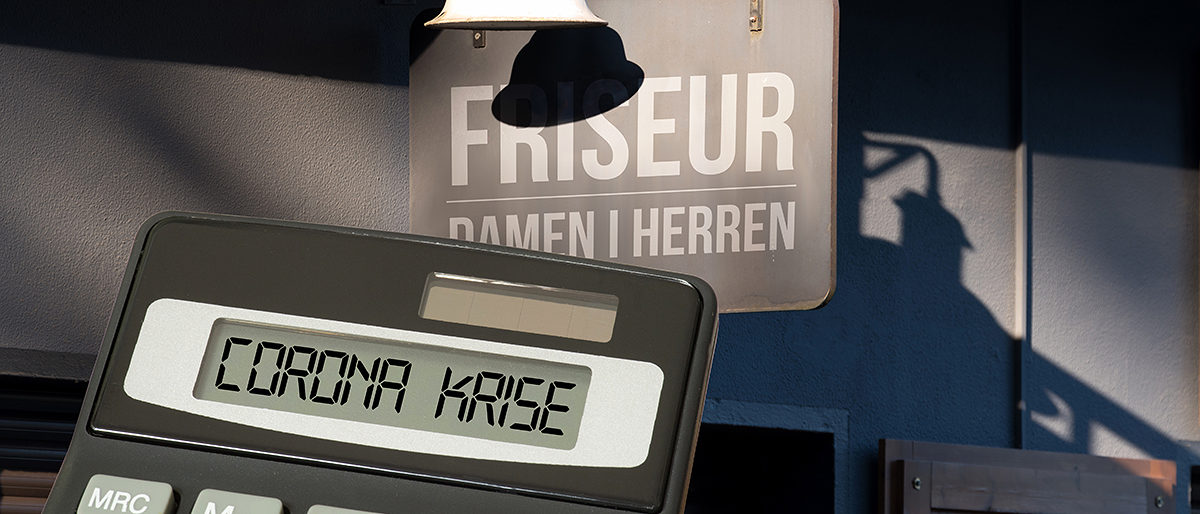 FRISEUR
DAMEN | HERREN
CORONA KRISE
MRC